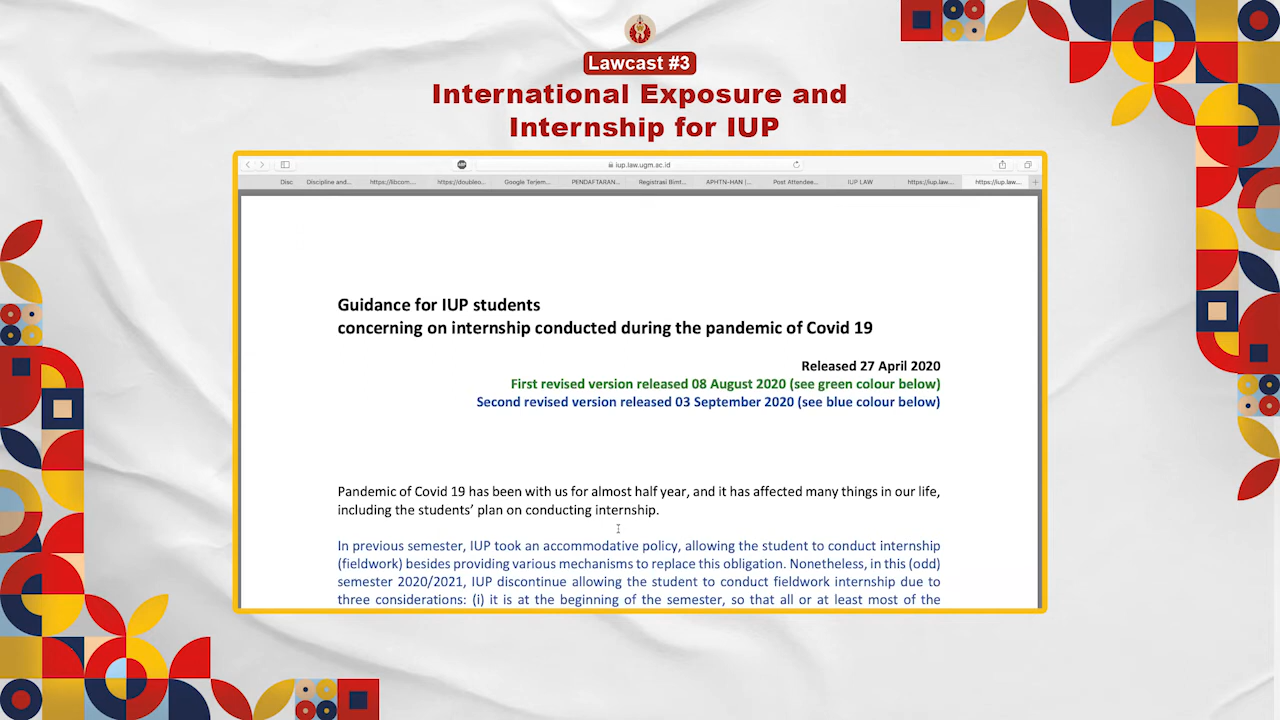 Lawcast #3
International Exposure and
Internship for IUP
iup.law.ugm.ac.id
Disc
Discipline and...
https://libcom....
https://doubleo...
Google Terjem...
PENDAFTARAN...
Registrasi Bimt...
APHTN-HAN |...
Post Attendee...
IUP LAW
https://iup.law...
https://iup.law...
Guidance for IUP students
concerning on internship conducted during the pandemic of Covid 19
Released 27 April 2020
First revised version released 08 August 2020 (see green colour below)
Second revised version released 03 September 2020 (see blue colour below)
Pandemic of Covid 19 has been with us for almost half year, and it has affected many things in our life,
including the students’ plan on conducting internship.
In previous semester, IUP took an accommodative policy, allowing the student to conduct internship
(fieldwork) besides providing various mechanisms to replace this obligation. Nonetheless, in this (odd)
semester 2020/2021, IUP discontinue allowing the student to conduct fieldwork internship due to
three considerations: (i) it is at the beginning of the semester, so that all or at least most of the